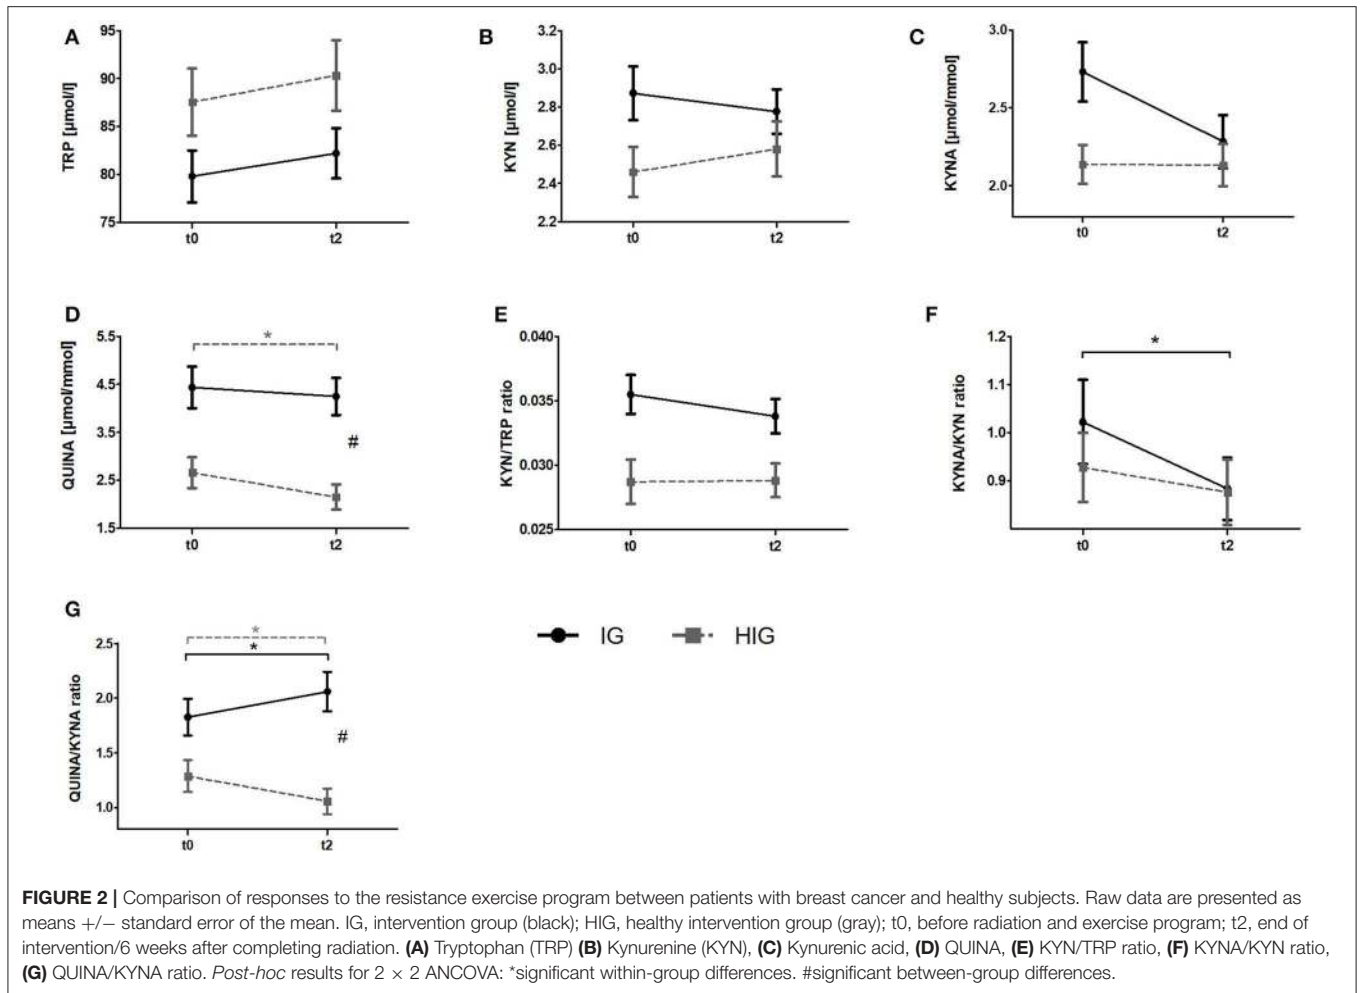 A
TRP [µmol/l]
95
90
85
80
75
t0 t2
B
KYN [µmol/l]
3.2
3.0
2.8
2.6
2.4
2.2
t0 t2
C
KYNA [µmol/mmol]
3.0
2.5
2.0
t0 t2
D
QUINA [µmol/mmol]
5.5
4.5
3.5
2.5
1.5
*
#
t0 t2
E
KYN/TRP ratio
0.040
0.035
0.030
0.025
t0 t2
F
KYNA/KYN ratio
1.2
1.1
1.0
0.9
*
t0 t2
G
QUINA/KYNA ratio
2.5
2.0
1.5
1.0
*
*
#
t0 t2
IG HIG
FIGURE 2 | Comparison of responses to the resistance exercise program between patients with breast cancer and healthy subjects. Raw data are presented as
means +/− standard error of the mean. IG, intervention group (black); HIG, healthy intervention group (gray); t0, before radiation and exercise program; t2, end of
intervention/6 weeks after completing radiation. (A) Tryptophan (TRP) (B) Kynurenine (KYN), (C) Kynurenic acid, (D) QUINA, (E) KYN/TRP ratio, (F) KYNA/KYN ratio,
(G) QUINA/KYNA ratio. Post-hoc results for 2 × 2 ANCOVA: *significant within-group differences. #significant between-group differences.